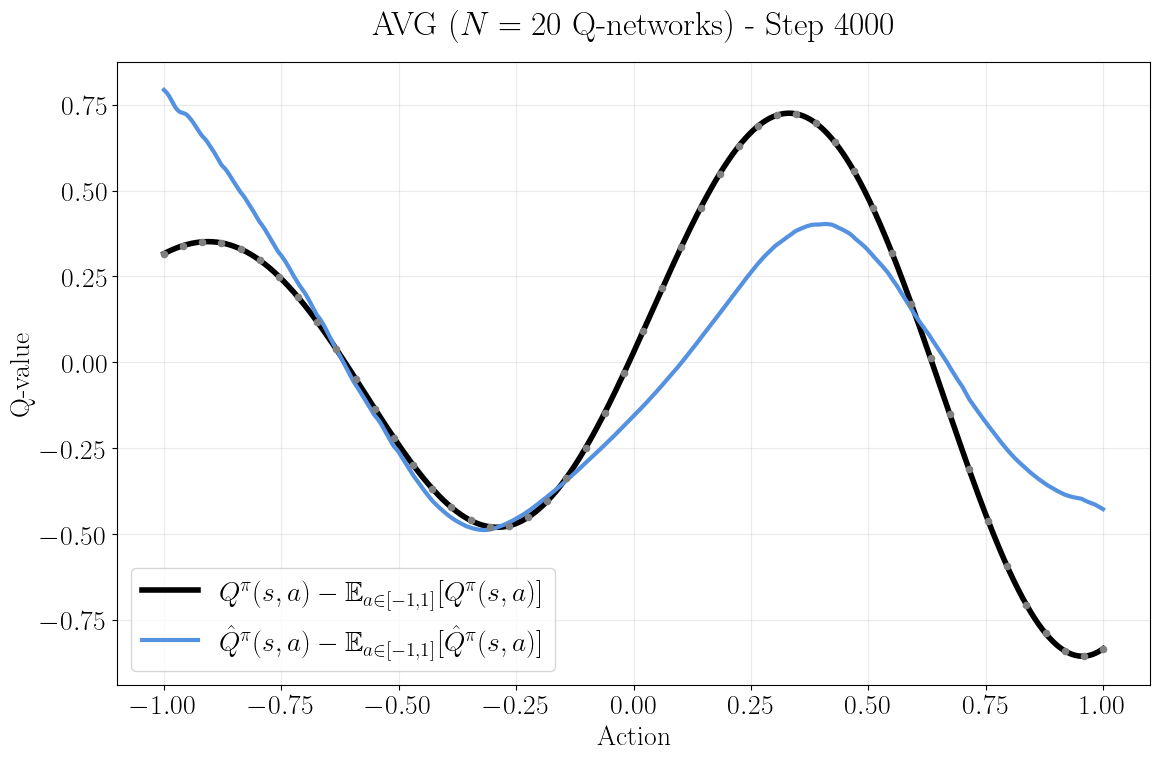 AVG (N = 20 Q-networks) - Step 4000
0.75
0.50
0.25
0.00
−0.25
−0.50
−0.75
Q-value
Q^π(s, a) − 𝔼_{a∈[−1,1]}[Q^π(s, a)]
Q̂^π(s, a) − 𝔼_{a∈[−1,1]}[Q̂^π(s, a)]
−1.00 −0.75 −0.50 −0.25 0.00 0.25 0.50 0.75 1.00
Action